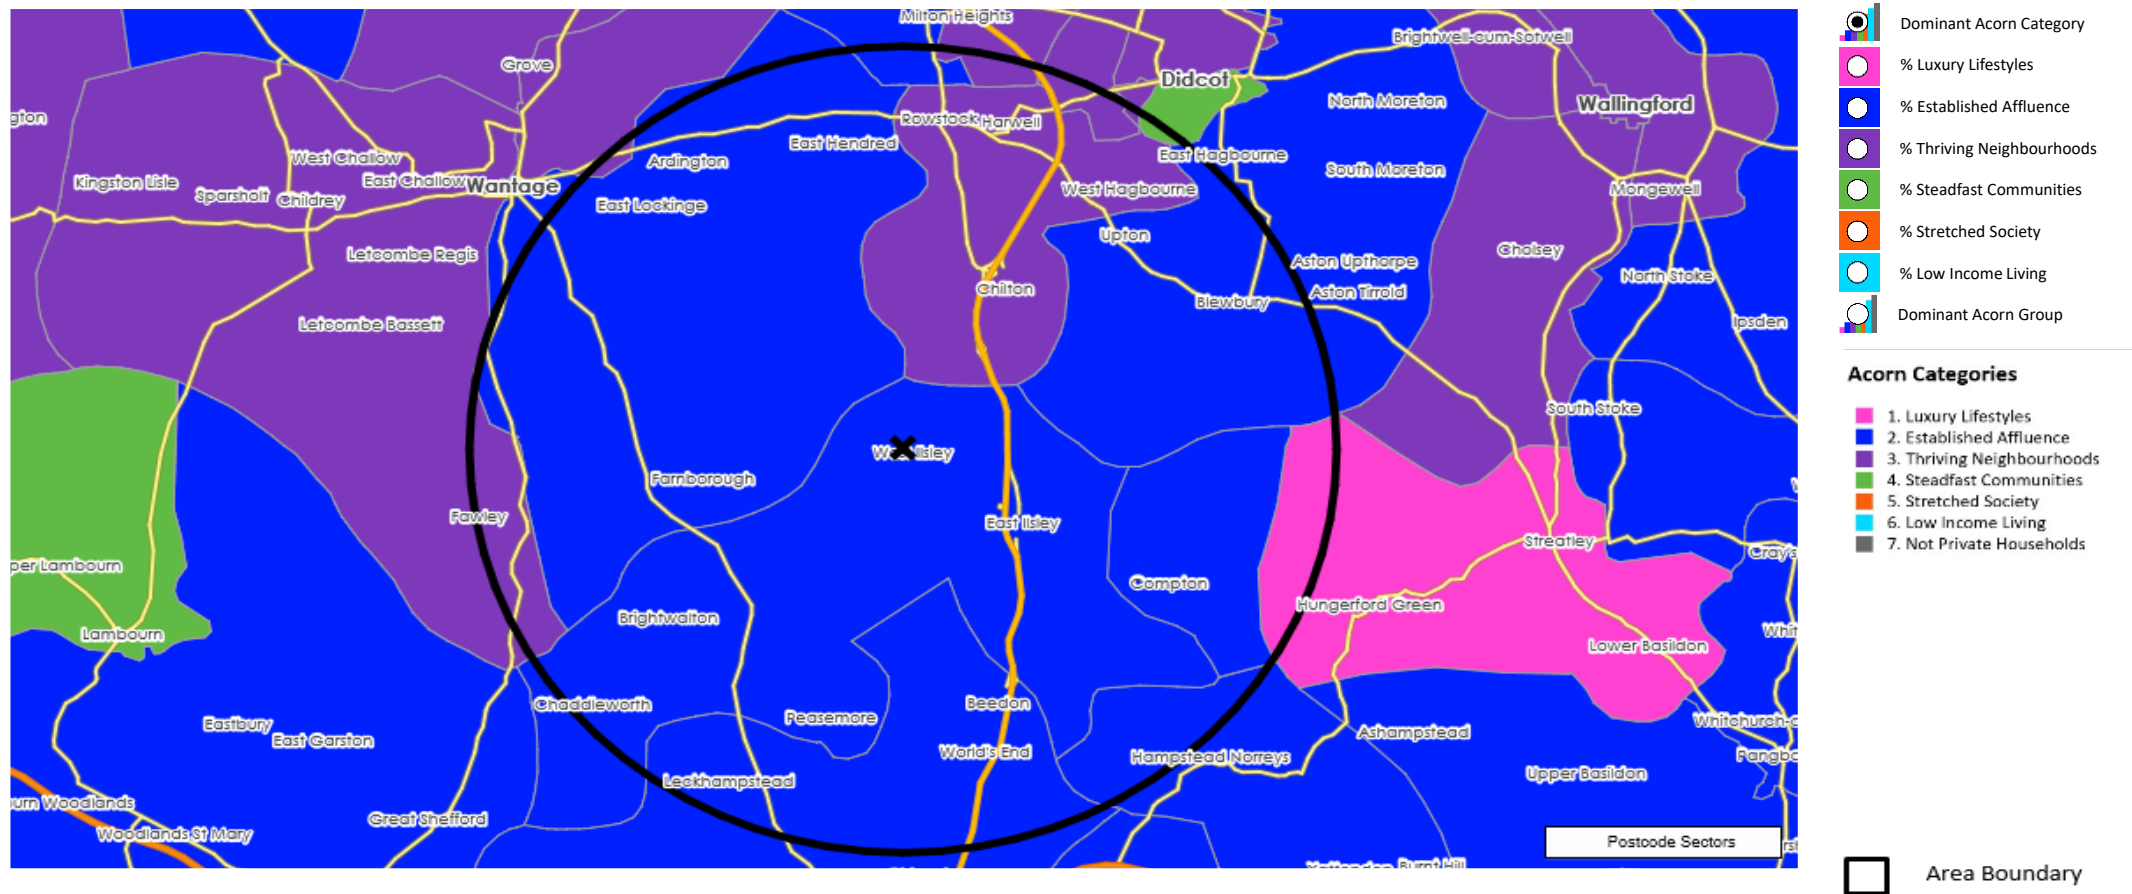 Milton Heights
Brightwell-cum-Sotwell
Grove
Didcot
North Moreton
Wallingford
Rowstock
Harwell
East Hendred
West Challow
Ardington
East Hagbourne
South Moreton
Kingston Lisle
East Challow
Wantage
Sparsholt
Childrey
West Hagbourne
Mongewell
East Lockinge
Upton
Letcombe Regis
Cholsey
Aston Upthorpe
North Stoke
Chilton
Aston Tirrold
Blewbury
Letcombe Bassett
Ipsden
South Stoke
Farnborough
Fawley
East Ilsley
Streatley
per Lambourn
Compton
Hungerford Green
Brightwalton
Lambourn
Lower Basildon
Chaddleworth
Beedon
Peasemore
Eastbury
East Garston
Ashampstead
World's End
Hampstead Norreys
Upper Basildon
Leckhampstead
urn Woodlands
Great Shefford
Woodlands St Mary
Postcode Sectors
Dominant Acorn Category
% Luxury Lifestyles
% Established Affluence
% Thriving Neighbourhoods
% Steadfast Communities
% Stretched Society
% Low Income Living
Dominant Acorn Group
Acorn Categories
1. Luxury Lifestyles
2. Established Affluence
3. Thriving Neighbourhoods
4. Steadfast Communities
5. Stretched Society
6. Low Income Living
7. Not Private Households
Area Boundary